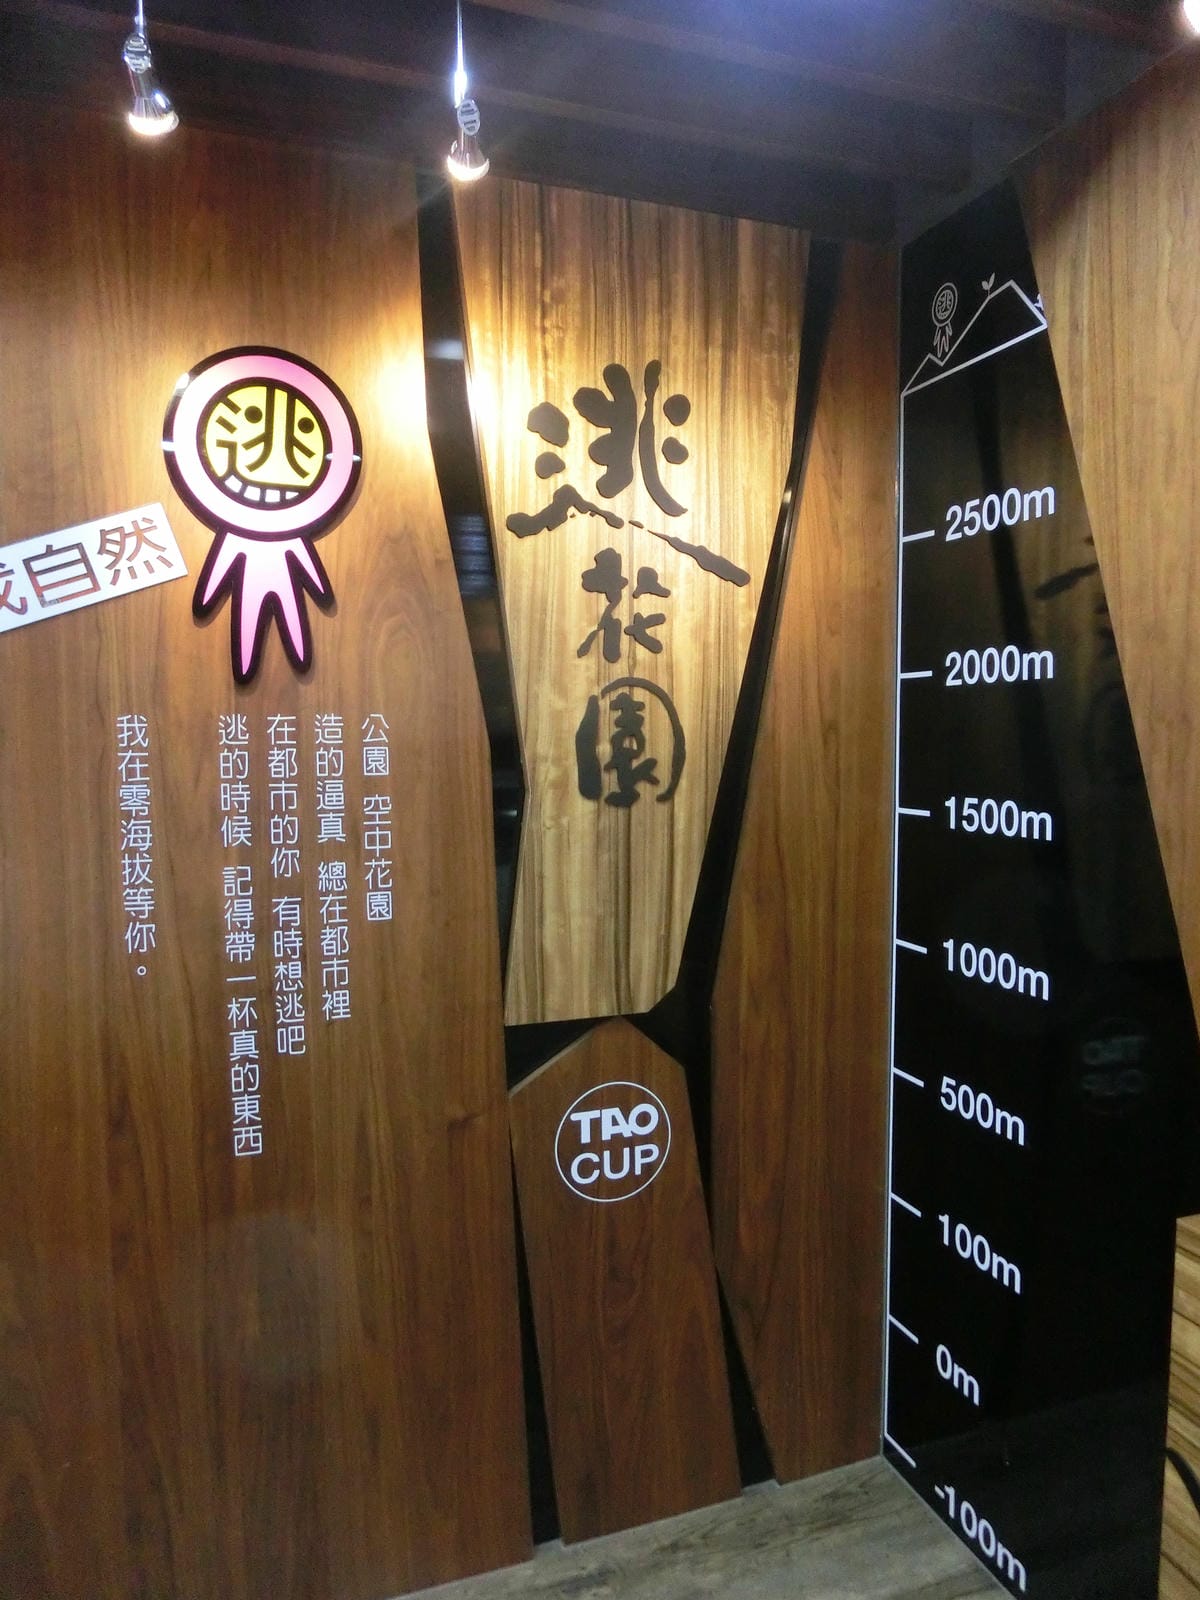 逃
自然
逃花園
公園 空中花園
造的逼真 總在都市裡
在都市的你 有時想逃吧
逃的時候 記得帶一杯真的東西
我在零海拔等你。
TAO
CUP
逃
2500m
2000m
1500m
1000m
500m
100m
0m
-100m